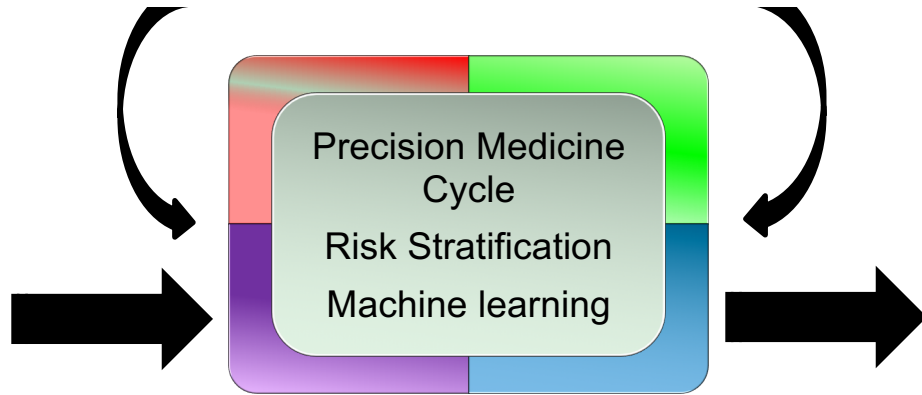 Precision Medicine
Cycle
Risk Stratification
Machine learning